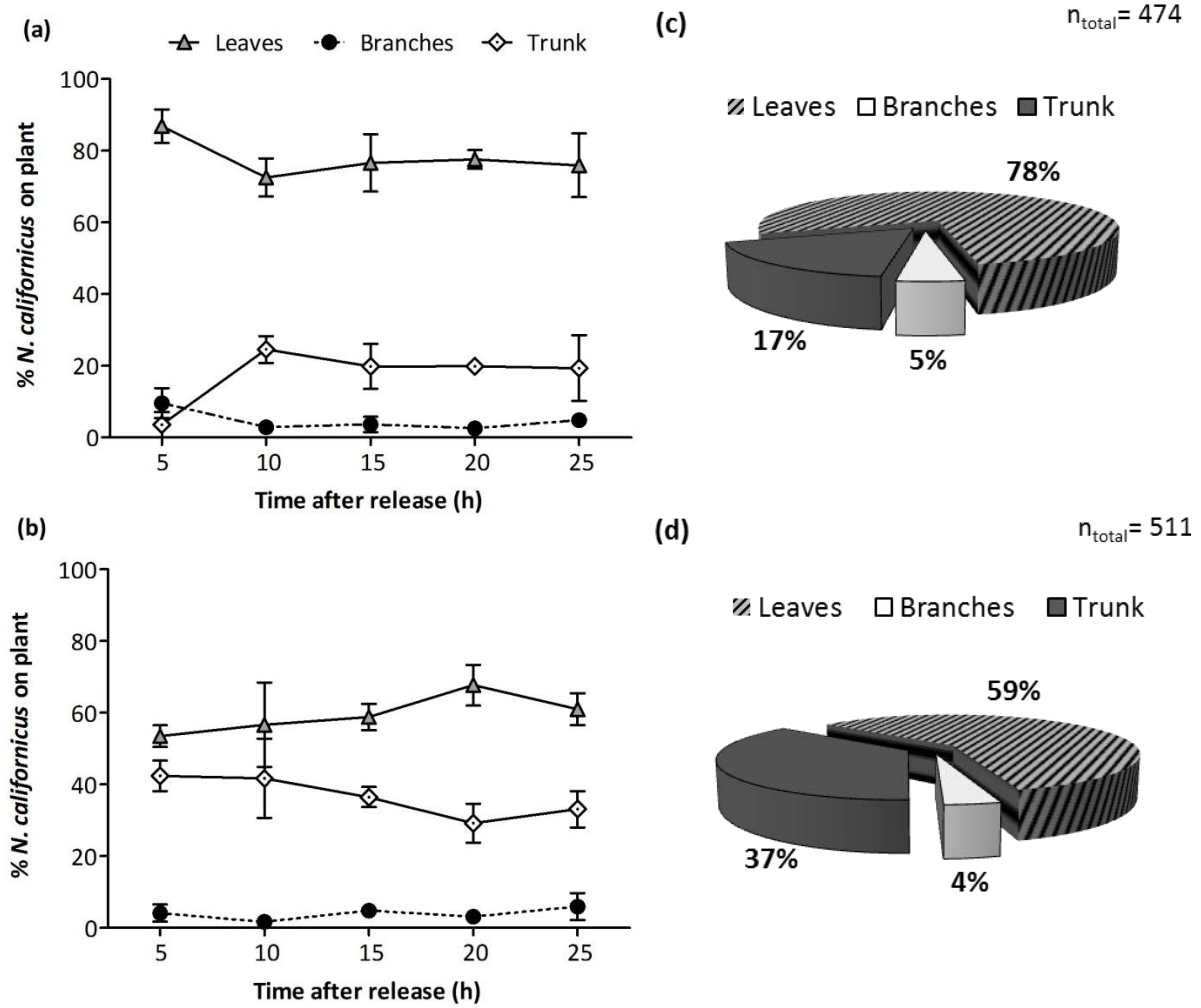 (a)
Leaves Branches Trunk
100
80
60
40
20
0
% N. californicus on plant
5 10 15 20 25
Time after release (h)
(c)
n_total= 474
Leaves Branches Trunk
78%
17%
5%
(b)
100
80
60
40
20
0
% N. californicus on plant
5 10 15 20 25
Time after release (h)
(d)
n_total= 511
Leaves Branches Trunk
59%
37%
4%